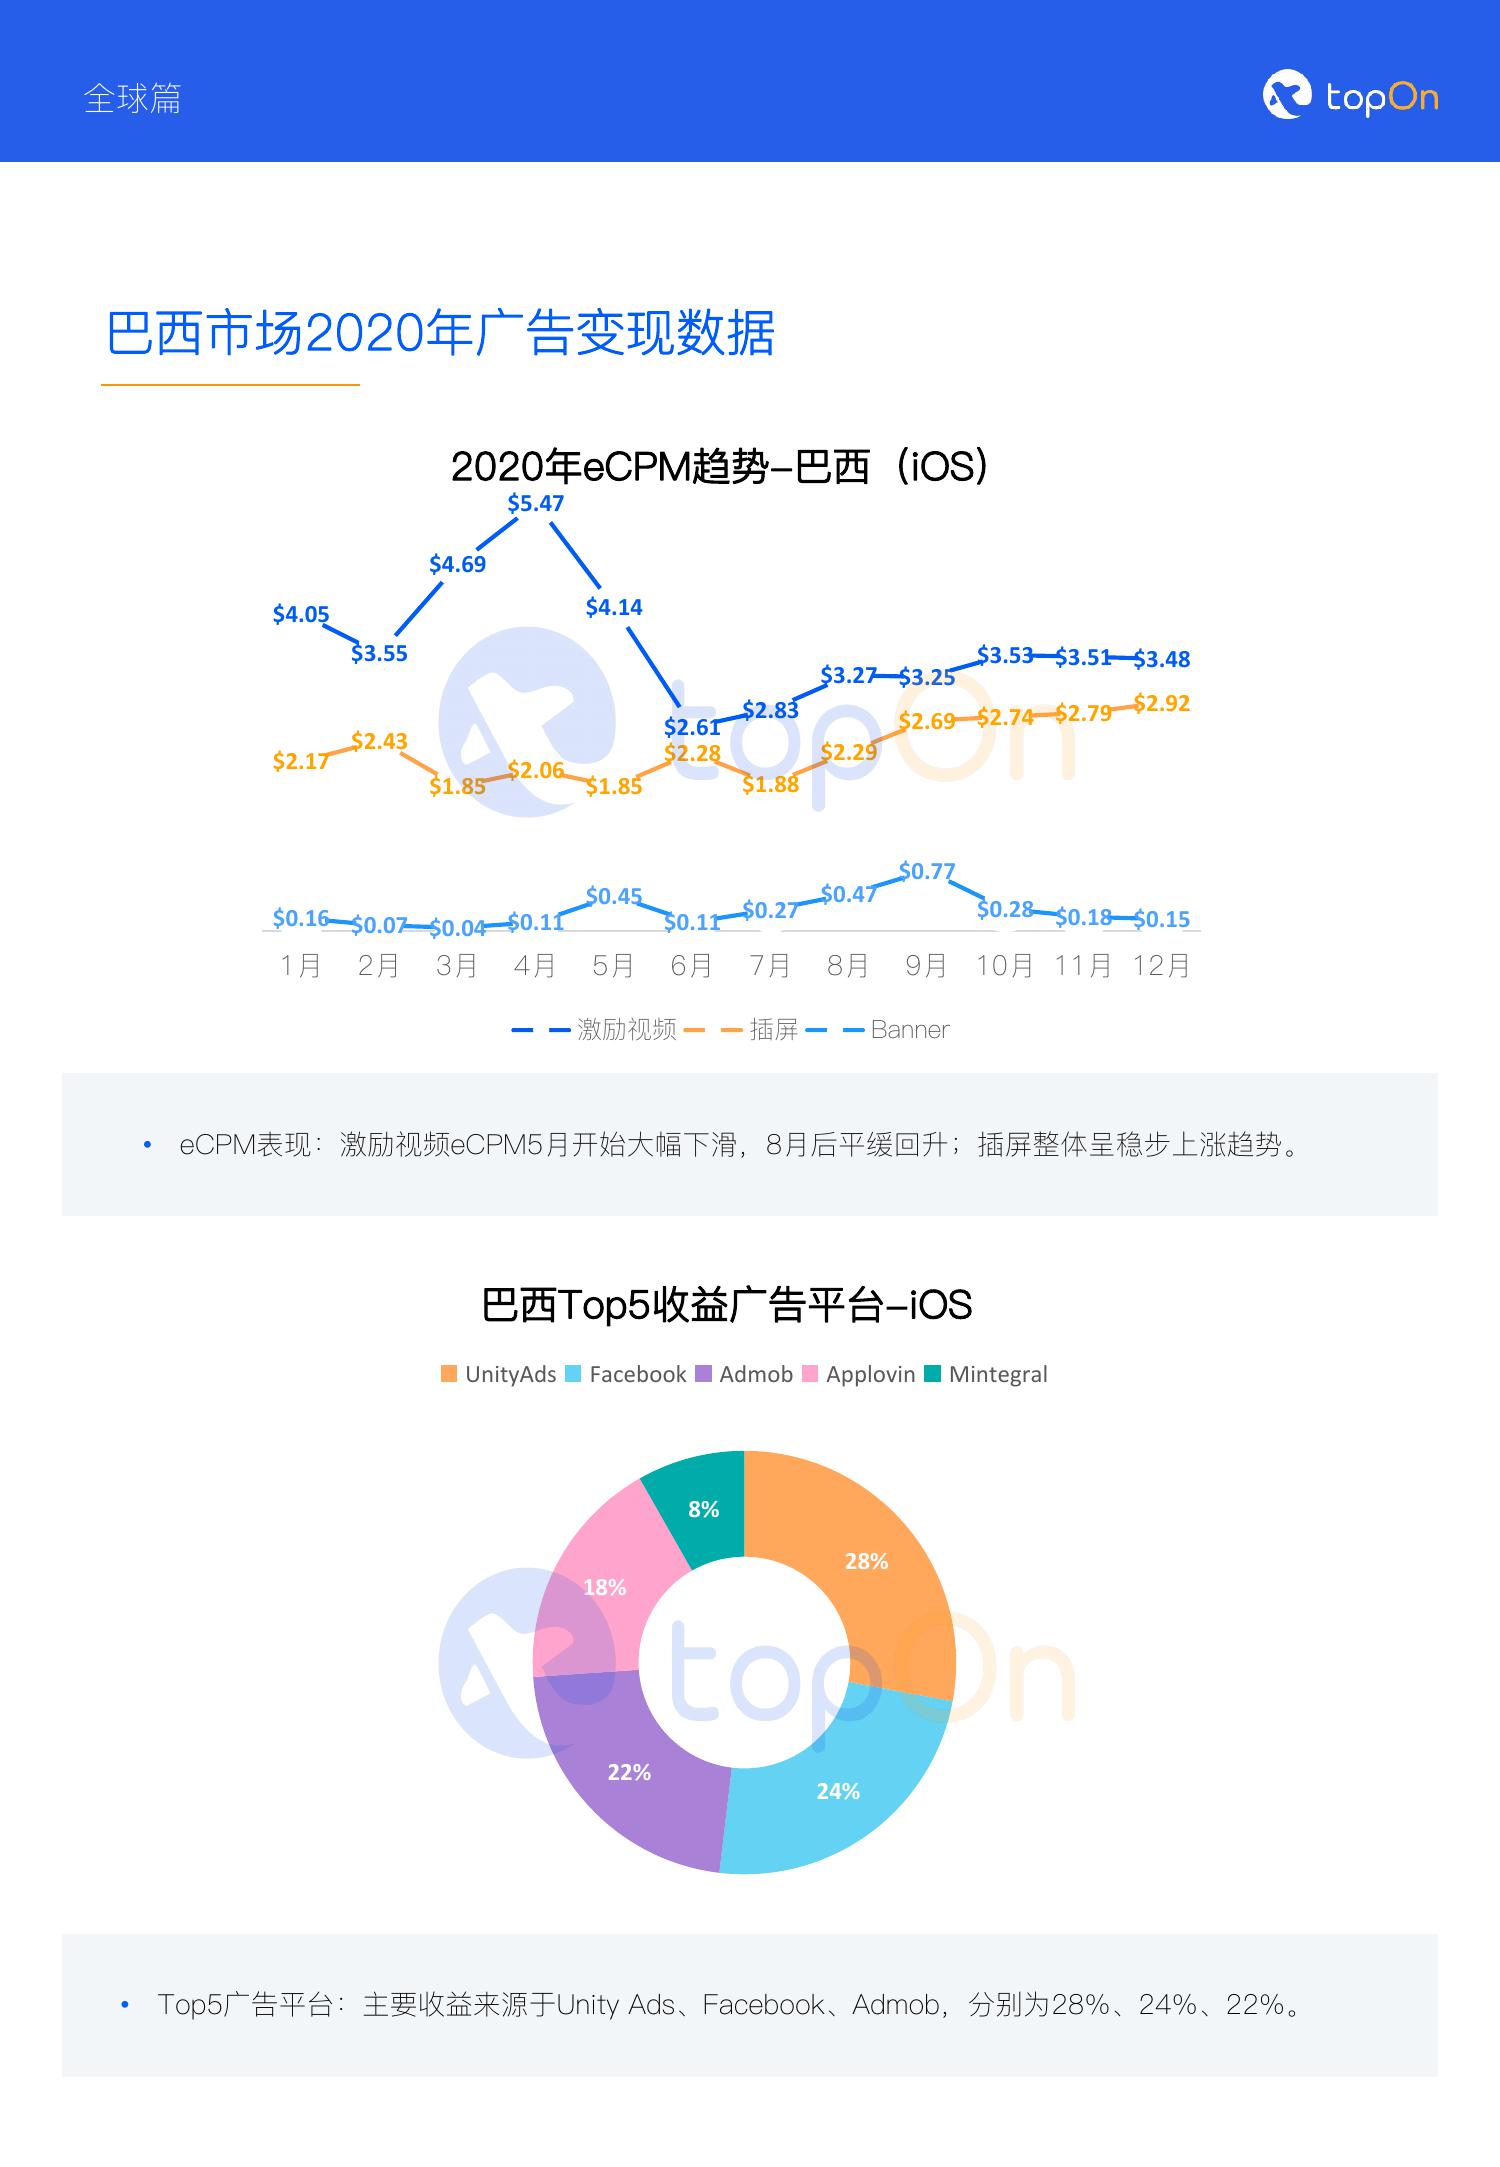 全球篇
topOn
巴西市场2020年广告变现数据
2020年eCPM趋势-巴西（iOS）
$5.47
$4.69
$4.05
$4.14
$3.55
$3.53 $3.51 $3.48
$3.27 $3.25
$2.83
$2.61
$2.92
$2.69 $2.74 $2.79
$2.43
$2.17
$2.28
$2.29
$2.06
$1.85
$1.85
$1.88
$0.77
$0.45
$0.47
$0.16 $0.07 $0.04 $0.11
$0.11 $0.27
$0.28 $0.18 $0.15
1月 2月 3月 4月 5月 6月 7月 8月 9月 10月 11月 12月
激励视频 插屏 Banner
topOn
• eCPM表现：激励视频eCPM5月开始大幅下滑，8月后平缓回升；插屏整体呈稳步上涨趋势。
巴西Top5收益广告平台-iOS
UnityAds Facebook Admob Applovin Mintegral
8%
28%
18%
22%
24%
topOn
• Top5广告平台：主要收益来源于Unity Ads、Facebook、Admob，分别为28%、24%、22%。